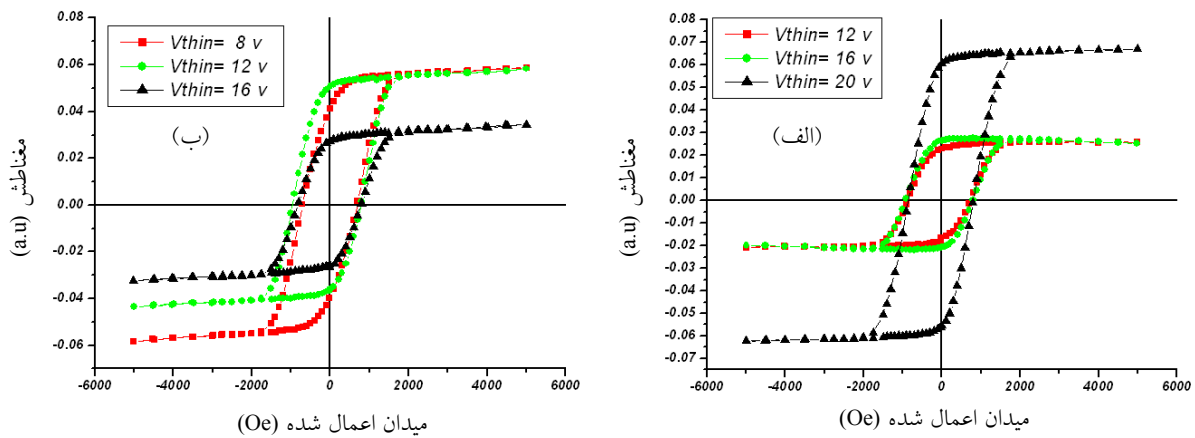 0.08
0.06
0.04
0.02
0.00
-0.02
-0.04
-0.06
-6000 -4000 -2000 0 2000 4000 6000
Vthin= 8 v
Vthin= 12 v
Vthin= 16 v
(ب)
مغناطش (a.u)
میدان اعمال شده (Oe)
0.08
0.07
0.06
0.05
0.04
0.03
0.02
0.01
0.00
-0.01
-0.02
-0.03
-0.04
-0.05
-0.06
-0.07
-6000 -4000 -2000 0 2000 4000 6000
Vthin= 12 v
Vthin= 16 v
Vthin= 20 v
(الف)
مغناطش (a.u)
میدان اعمال شده (Oe)